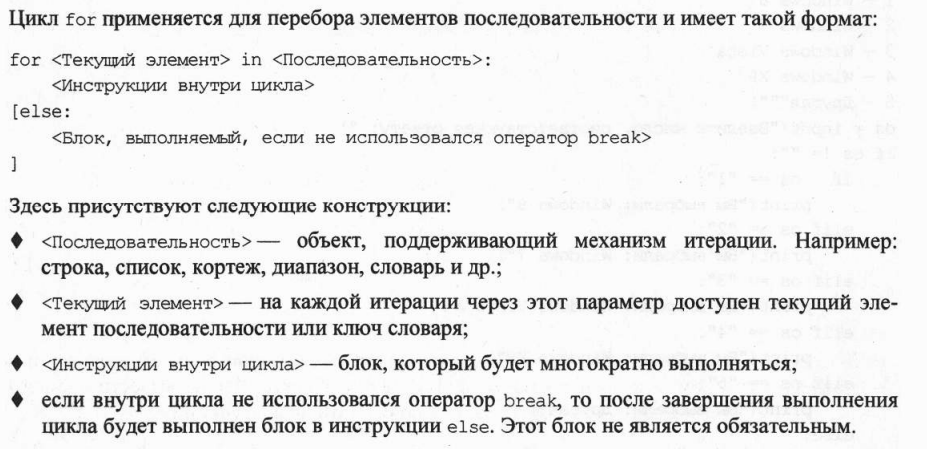 Цикл for применяется для перебора элементов последовательности и имеет такой формат:
for <Текущий элемент> in <Последовательность>:
<Инструкции внутри цикла>
[else:
<Блок, выполняемый, если не использовался оператор break>
]
Здесь присутствуют следующие конструкции:
♦ <Последовательность> — объект, поддерживающий механизм итерации. Например:
строка, список, кортеж, диапазон, словарь и др.;
♦ <Текущий элемент> — на каждой итерации через этот параметр доступен текущий эле-
мент последовательности или ключ словаря;
♦ <Инструкции внутри цикла> — блок, который будет многократно выполняться;
♦ если внутри цикла не использовался оператор break, то после завершения выполнения
цикла будет выполнен блок в инструкции else. Этот блок не является обязательным.